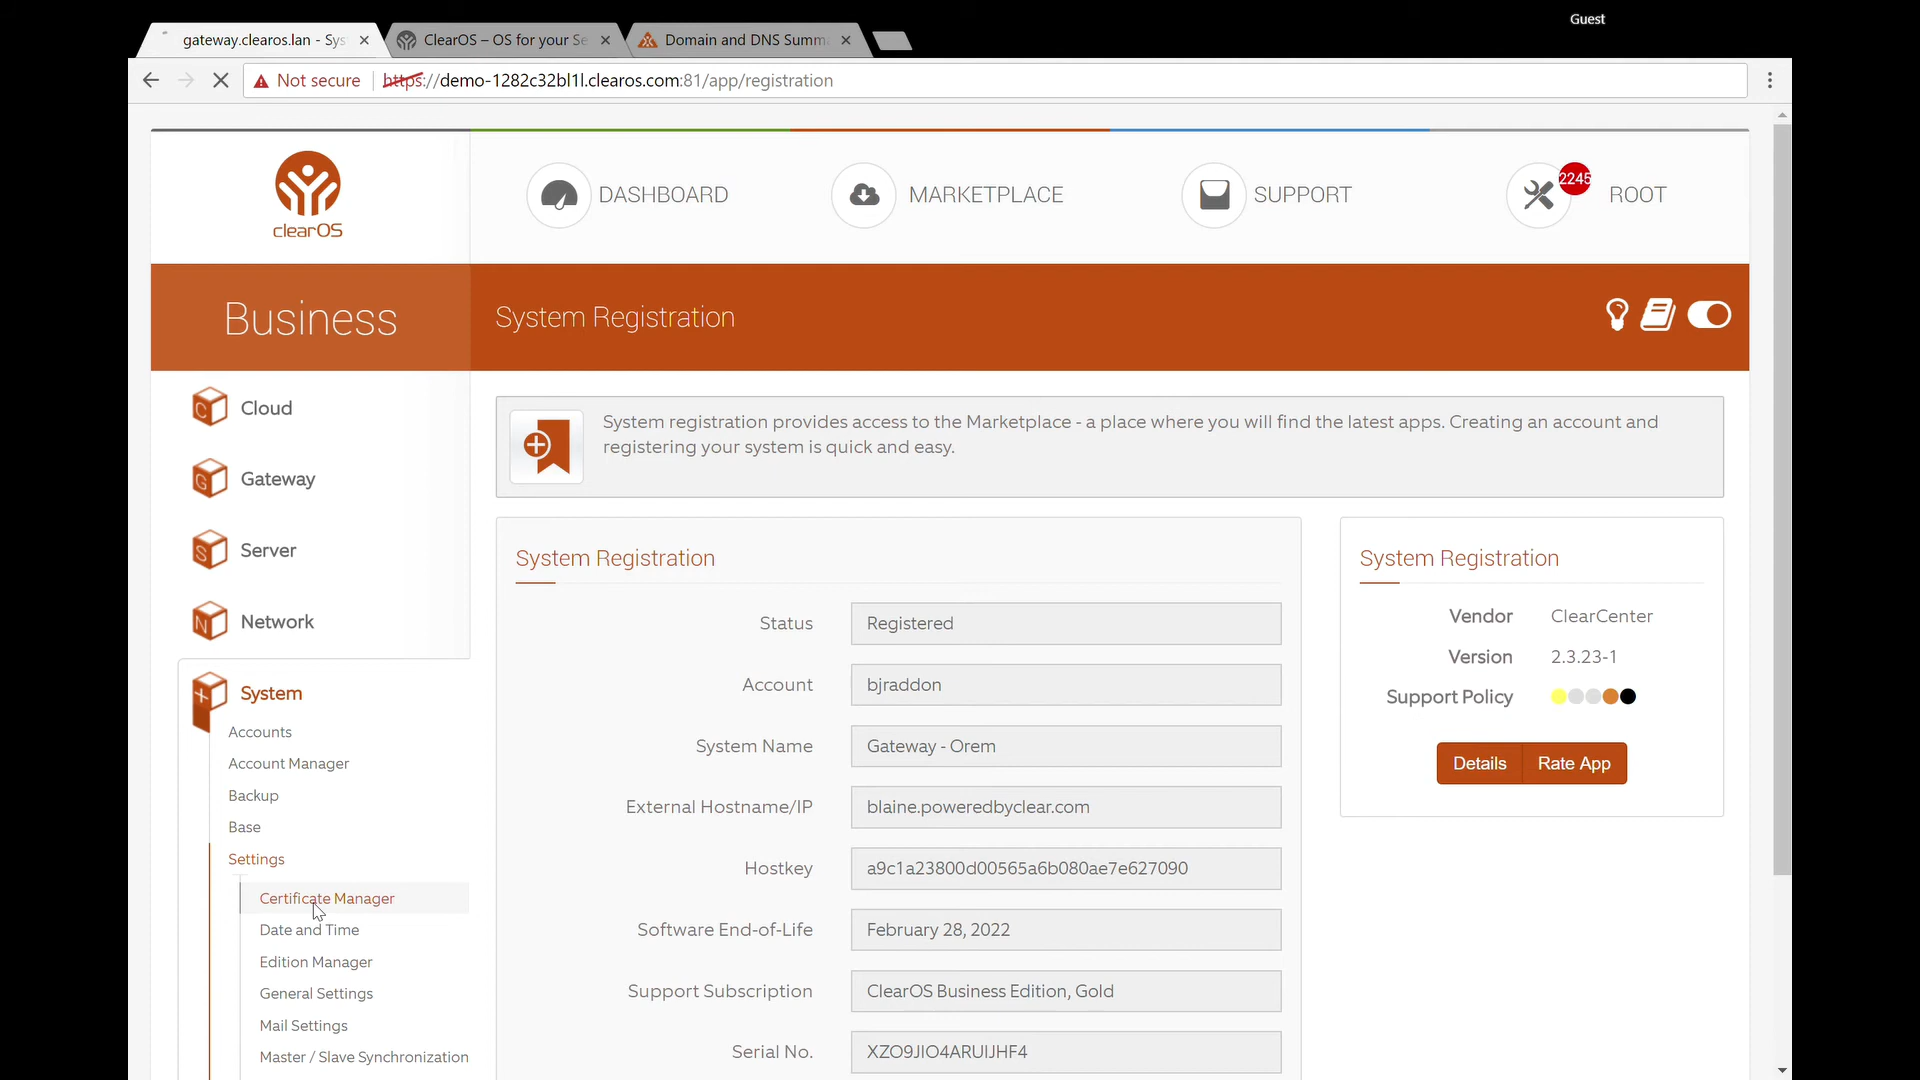 Guest
gateway.clearos.lan - Sys
ClearOS – OS for your Se
Domain and DNS Summa
Not secure
https://demo-1282c32bl1l.clearos.com:81/app/registration
clearOS
DASHBOARD
MARKETPLACE
SUPPORT
2245
ROOT
Business
System Registration
Cloud
Gateway
Server
Network
System
Accounts
Account Manager
Backup
Base
Settings
Certificate Manager
Date and Time
Edition Manager
General Settings
Mail Settings
Master / Slave Synchronization
System registration provides access to the Marketplace - a place where you will find the latest apps. Creating an account and
registering your system is quick and easy.
System Registration
Status Registered
Account bjraddon
System Name Gateway - Orem
External Hostname/IP blaine.poweredbyclear.com
Hostkey a9c1a23800d00565a6b080ae7e627090
Software End-of-Life February 28, 2022
Support Subscription ClearOS Business Edition, Gold
Serial No. XZO9JIO4ARUIJHF4
System Registration
Vendor ClearCenter
Version 2.3.23-1
Support Policy
Details Rate App